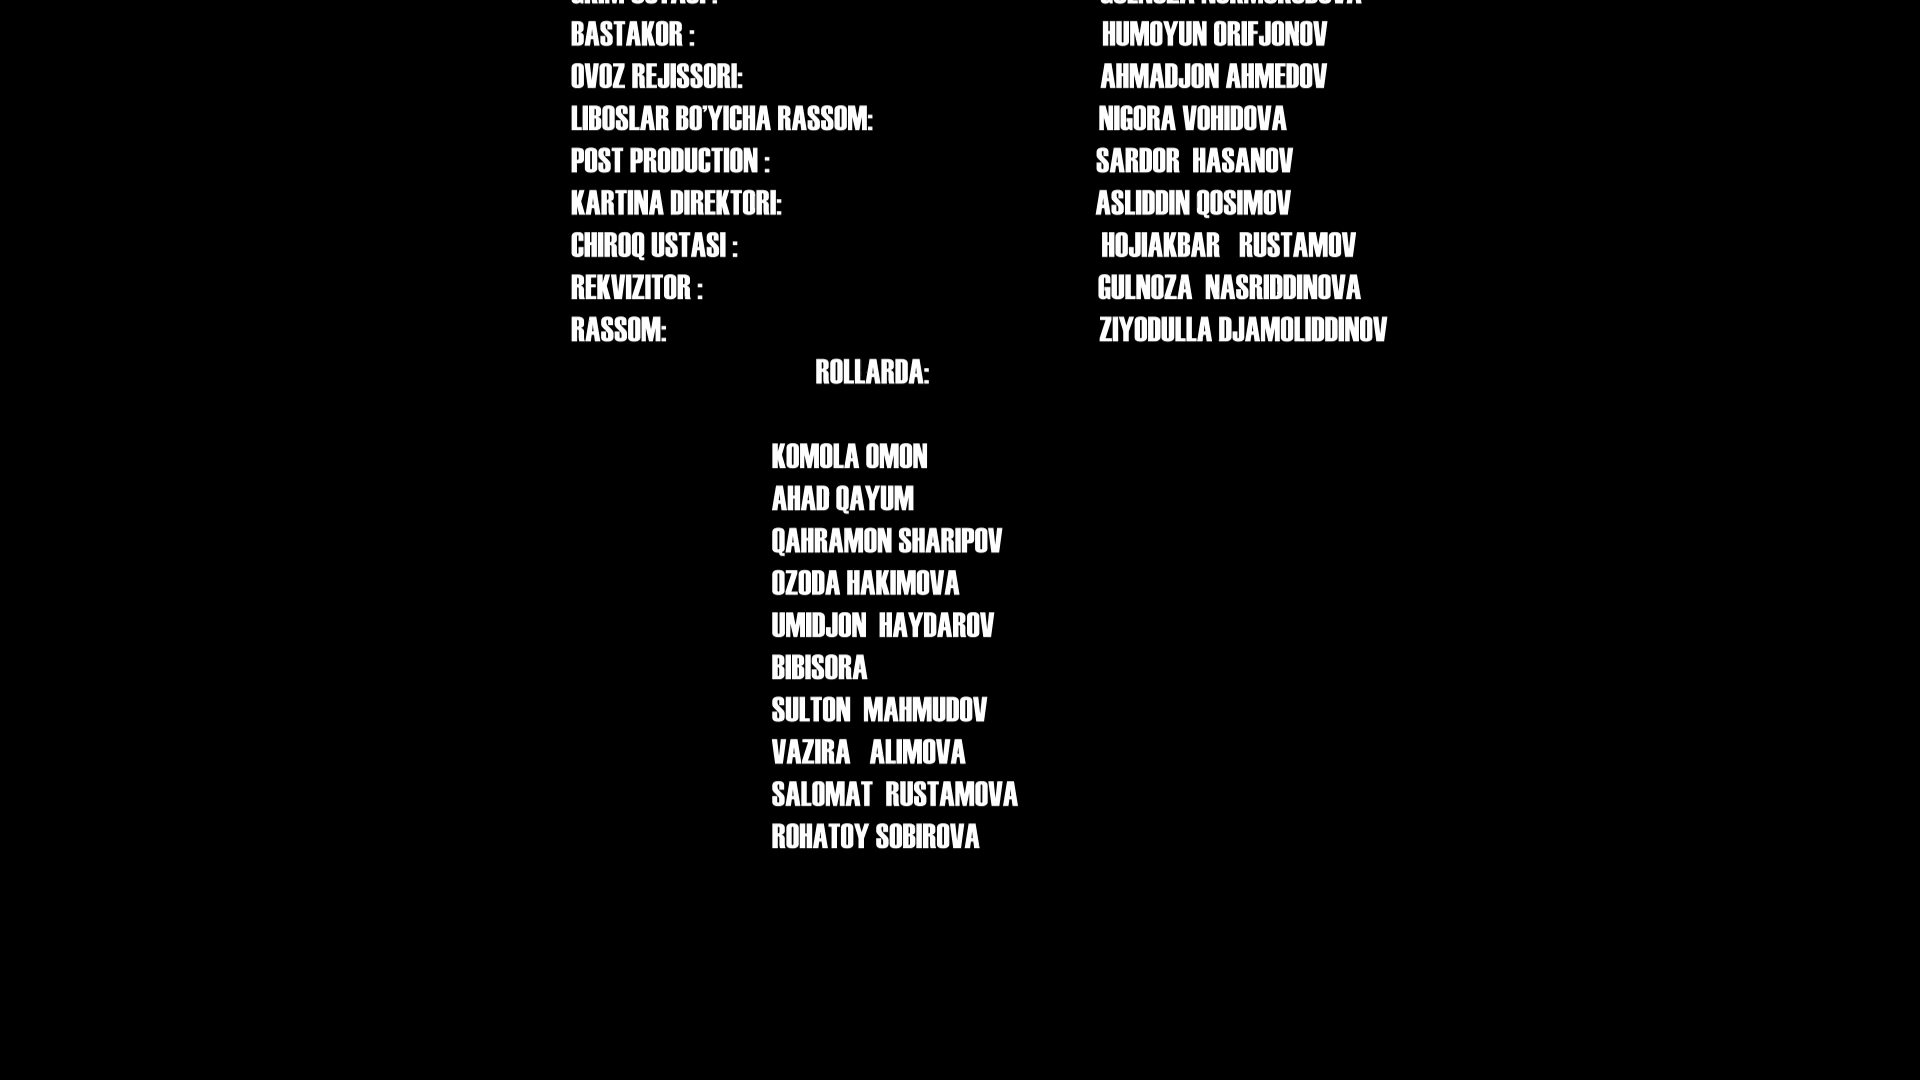 BASTAKOR : HUMOYUN ORIFJONOV
OVOZ REJISSORI: AHMADJON AHMEDOV
LIBOSLAR BO’YICHA RASSOM: NIGORA VOHIDOVA
POST PRODUCTION : SARDOR HASANOV
KARTINA DIREKTORI: ASLIDDIN QOSIMOV
CHIROQ USTASI : HOJIAKBAR RUSTAMOV
REKVIZITOR : GULNOZA NASRIDDINOVA
RASSOM: ZIYODULLA DJAMOLIDDINOV
ROLLARDA:
KOMOLA OMON
AHAD QAYUM
QAHRAMON SHARIPOV
OZODA HAKIMOVA
UMIDJON HAYDAROV
BIBISORA
SULTON MAHMUDOV
VAZIRA ALIMOVA
SALOMAT RUSTAMOVA
ROHATOY SOBIROVA